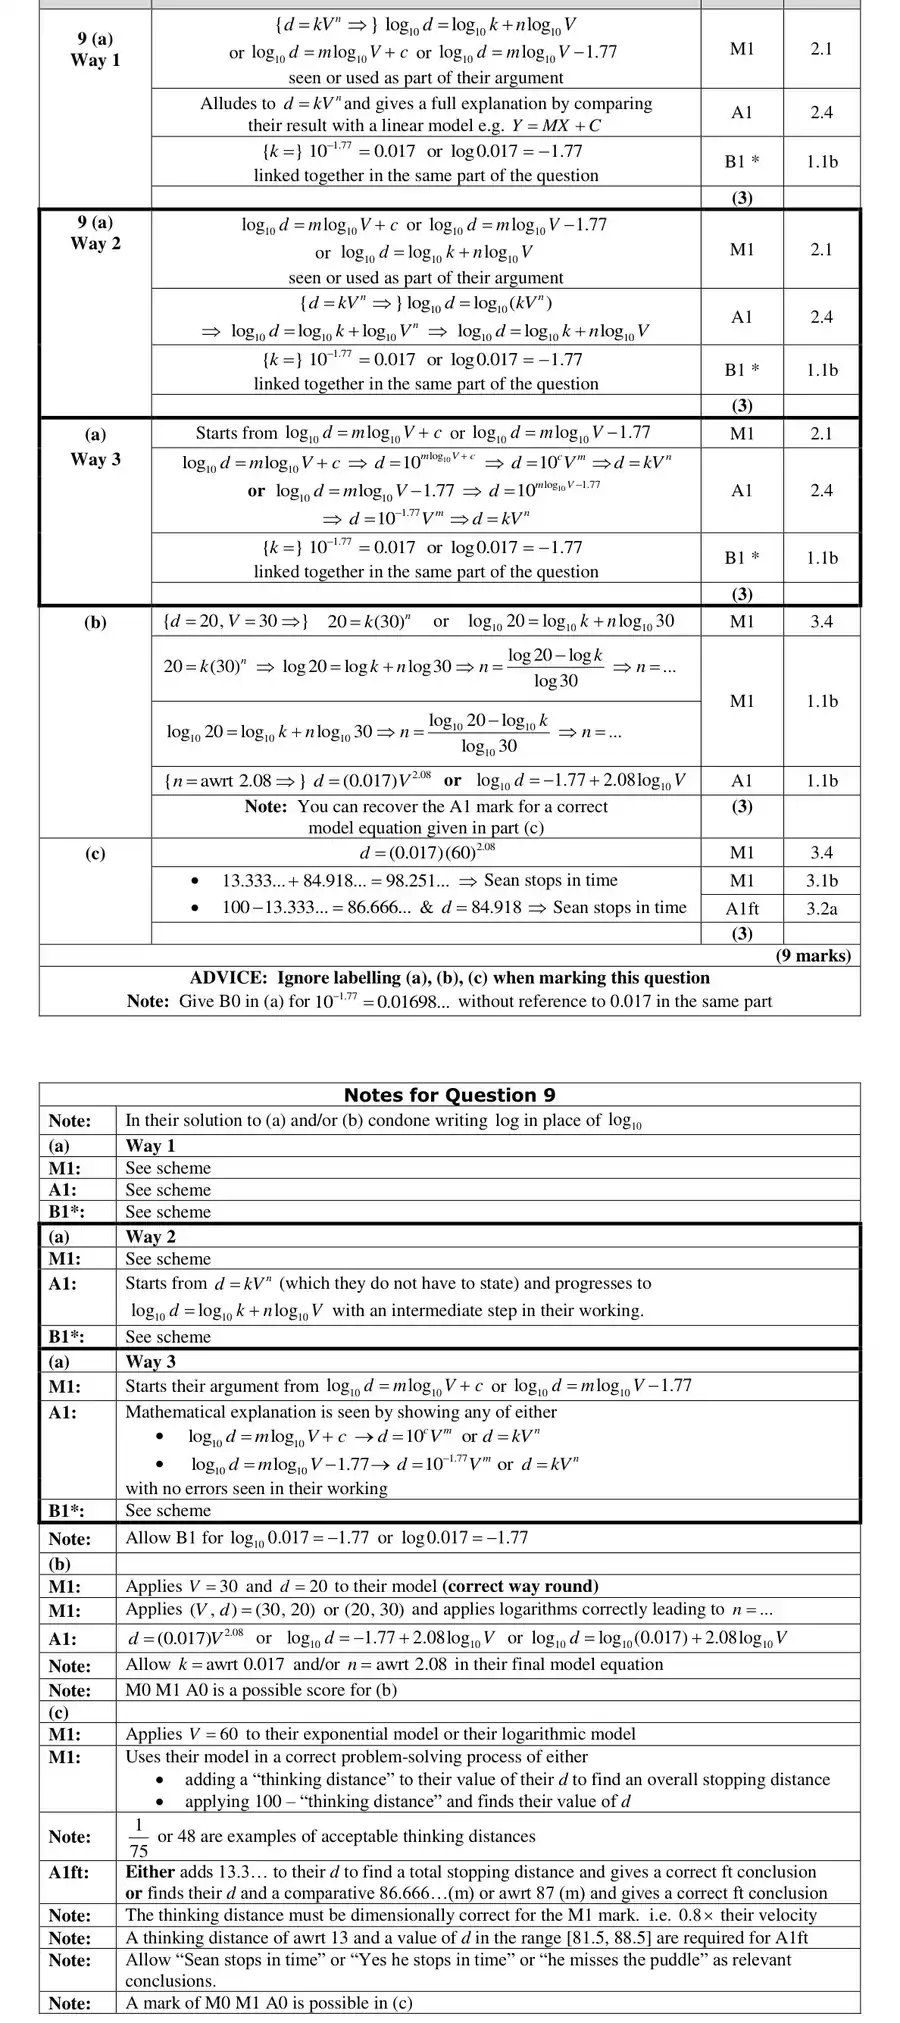 9 (a)
Way 1
{d = kVⁿ ⇒} log₁₀ d = log₁₀ k + n log₁₀ V
or log₁₀ d = m log₁₀ V + c or log₁₀ d = m log₁₀ V − 1.77
seen or used as part of their argument
M1 2.1
Alludes to d = kVⁿ and gives a full explanation by comparing
their result with a linear model e.g. Y = MX + C
A1 2.4
{k =} 10⁻¹·⁷⁷ = 0.017 or log 0.017 = −1.77
linked together in the same part of the question
B1 * 1.1b
(3)
9 (a)
Way 2
log₁₀ d = m log₁₀ V + c or log₁₀ d = m log₁₀ V − 1.77
or log₁₀ d = log₁₀ k + n log₁₀ V
seen or used as part of their argument
M1 2.1
{d = kVⁿ ⇒} log₁₀ d = log₁₀ (kVⁿ)
⇒ log₁₀ d = log₁₀ k + log₁₀ Vⁿ ⇒ log₁₀ d = log₁₀ k + n log₁₀ V
A1 2.4
{k =} 10⁻¹·⁷⁷ = 0.017 or log 0.017 = −1.77
linked together in the same part of the question
B1 * 1.1b
(3)
(a)
Way 3
Starts from log₁₀ d = m log₁₀ V + c or log₁₀ d = m log₁₀ V − 1.77
M1 2.1
log₁₀ d = m log₁₀ V + c ⇒ d = 10^(m log₁₀ V + c) ⇒ d = 10ᶜVᵐ ⇒ d = kVⁿ
or log₁₀ d = m log₁₀ V − 1.77 ⇒ d = 10^(m log₁₀ V − 1.77)
⇒ d = 10⁻¹·⁷⁷Vᵐ ⇒ d = kVⁿ
A1 2.4
{k =} 10⁻¹·⁷⁷ = 0.017 or log 0.017 = −1.77
linked together in the same part of the question
B1 * 1.1b
(3)
(b) {d = 20, V = 30 ⇒} 20 = k(30)ⁿ or log₁₀ 20 = log₁₀ k + n log₁₀ 30 M1 3.4
20 = k(30)ⁿ ⇒ log 20 = log k + n log 30 ⇒ n = (log 20 − log k)/(log 30) ⇒ n = ...
M1 1.1b
log₁₀ 20 = log₁₀ k + n log₁₀ 30 ⇒ n = (log₁₀ 20 − log₁₀ k)/(log₁₀ 30) ⇒ n = ...
{n = awrt 2.08 ⇒} d = (0.017)V²·⁰⁸ or log₁₀ d = −1.77 + 2.08 log₁₀ V A1 1.1b
Note: You can recover the A1 mark for a correct
model equation given in part (c)
(3)
(c) d = (0.017)(60)²·⁰⁸ M1 3.4
• 13.333... + 84.918... = 98.251... ⇒ Sean stops in time M1 3.1b
• 100 − 13.333... = 86.666... & d = 84.918 ⇒ Sean stops in time A1ft 3.2a
(3)
(9 marks)
ADVICE: Ignore labelling (a), (b), (c) when marking this question
Note: Give B0 in (a) for 10⁻¹·⁷⁷ = 0.01698... without reference to 0.017 in the same part
Notes for Question 9
Note: In their solution to (a) and/or (b) condone writing log in place of log₁₀
(a) Way 1
M1: See scheme
A1: See scheme
B1*: See scheme
(a) Way 2
M1: See scheme
A1: Starts from d = kVⁿ (which they do not have to state) and progresses to
log₁₀ d = log₁₀ k + n log₁₀ V with an intermediate step in their working.
B1*: See scheme
(a) Way 3
M1: Starts their argument from log₁₀ d = m log₁₀ V + c or log₁₀ d = m log₁₀ V − 1.77
A1: Mathematical explanation is seen by showing any of either
• log₁₀ d = m log₁₀ V + c → d = 10ᶜVᵐ or d = kVⁿ
• log₁₀ d = m log₁₀ V − 1.77 → d = 10⁻¹·⁷⁷Vᵐ or d = kVⁿ
with no errors seen in their working
B1*: See scheme
Note: Allow B1 for log₁₀ 0.017 = −1.77 or log 0.017 = −1.77
(b)
M1: Applies V = 30 and d = 20 to their model (correct way round)
M1: Applies (V, d) = (30, 20) or (20, 30) and applies logarithms correctly leading to n = ...
A1: d = (0.017)V²·⁰⁸ or log₁₀ d = −1.77 + 2.08 log₁₀ V or log₁₀ d = log₁₀ (0.017) + 2.08 log₁₀ V
Note: Allow k = awrt 0.017 and/or n = awrt 2.08 in their final model equation
Note: M0 M1 A0 is a possible score for (b)
(c)
M1: Applies V = 60 to their exponential model or their logarithmic model
M1: Uses their model in a correct problem-solving process of either
• adding a “thinking distance” to their value of their d to find an overall stopping distance
• applying 100 – “thinking distance” and finds their value of d
Note: 1/75 or 48 are examples of acceptable thinking distances
A1ft: Either adds 13.3… to their d to find a total stopping distance and gives a correct ft conclusion
or finds their d and a comparative 86.666…(m) or awrt 87 (m) and gives a correct ft conclusion
Note: The thinking distance must be dimensionally correct for the M1 mark. i.e. 0.8 × their velocity
Note: A thinking distance of awrt 13 and a value of d in the range [81.5, 88.5] are required for A1ft
Note: Allow “Sean stops in time” or “Yes he stops in time” or “he misses the puddle” as relevant
conclusions.
Note: A mark of M0 M1 A0 is possible in (c)